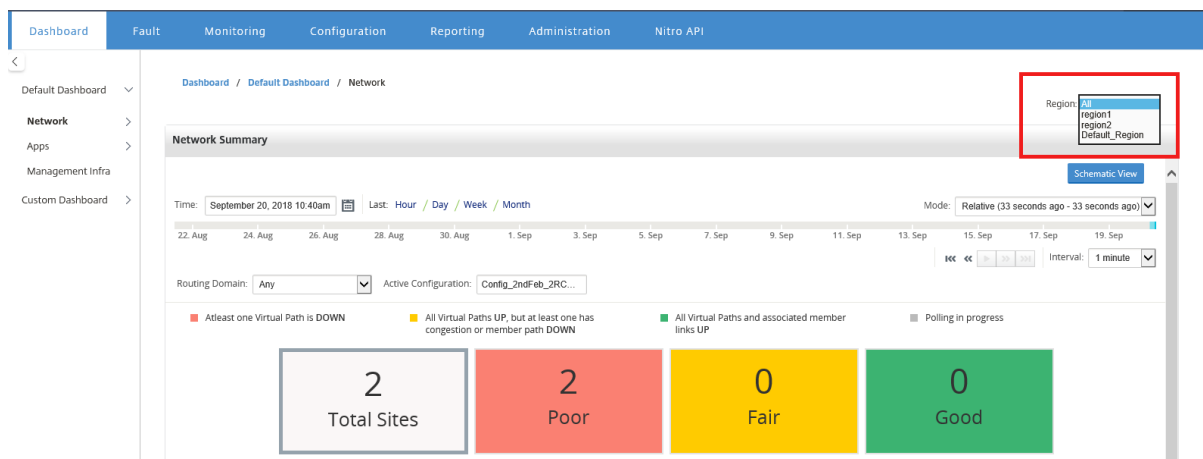 Dashboard Fault Monitoring Configuration Reporting Administration Nitro API
Default Dashboard
Network
Apps
Management Infra
Custom Dashboard
Dashboard / Default Dashboard / Network
Region: All
region1
region2
Default_Region
Network Summary
Schematic View
Time: September 20, 2018 10:40am Last: Hour / Day / Week / Month Mode: Relative (33 seconds ago - 33 seconds ago)
22. Aug 24. Aug 26. Aug 28. Aug 30. Aug 1. Sep 3. Sep 5. Sep 7. Sep 9. Sep 11. Sep 13. Sep 15. Sep 17. Sep 19. Sep
Interval: 1 minute
Routing Domain: Any Active Configuration: Config_2ndFeb_2RC...
Atleast one Virtual Path is DOWN
All Virtual Paths UP, but at least one has
congestion or member path DOWN
All Virtual Paths and associated member
links UP
Polling in progress
2
Total Sites
2
Poor
0
Fair
0
Good